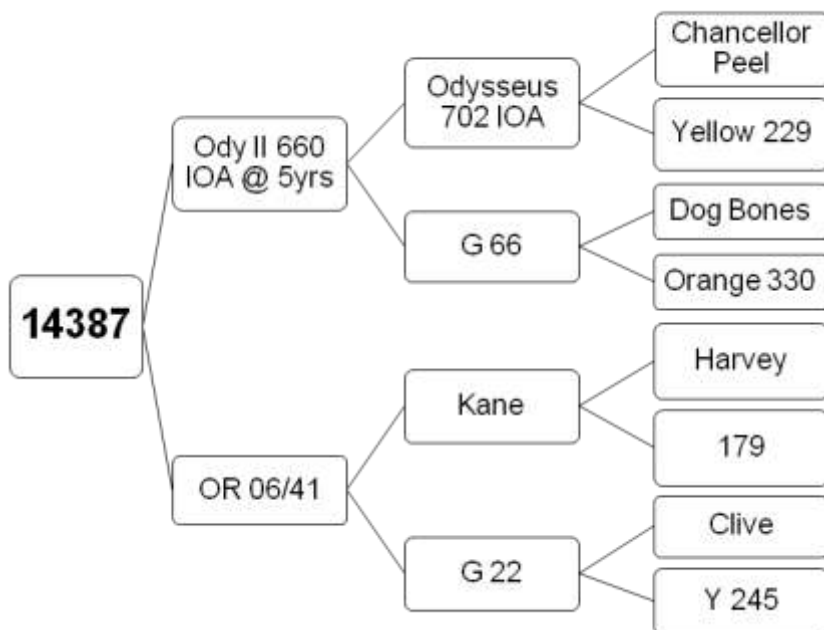 Chancellor
Peel
Odysseus
702 IOA
Yellow 229
Ody II 660
IOA @ 5yrs
Dog Bones
G 66
Orange 330
14387
Harvey
Kane
179
OR 06/41
Clive
G 22
Y 245